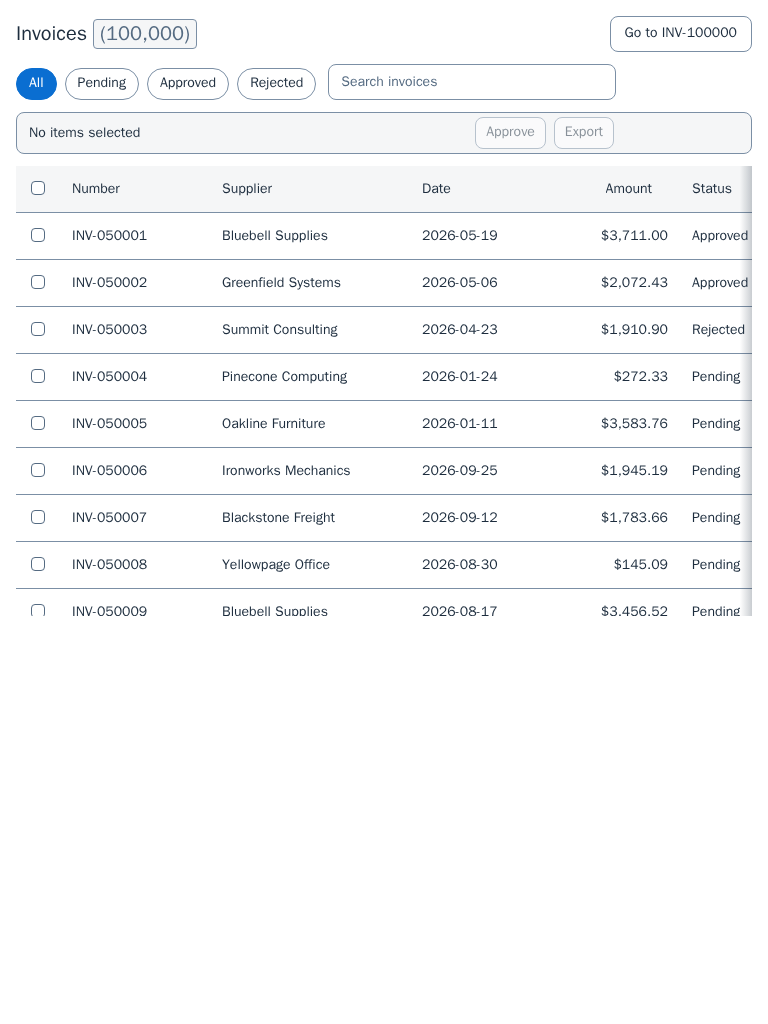 Invoices (100,000) Go to INV-100000
All Pending Approved Rejected Search invoices
No items selected Approve Export
Number Supplier Date Amount Status
INV-050001 Bluebell Supplies 2026-05-19 $3,711.00 Approved
INV-050002 Greenfield Systems 2026-05-06 $2,072.43 Approved
INV-050003 Summit Consulting 2026-04-23 $1,910.90 Rejected
INV-050004 Pinecone Computing 2026-01-24 $272.33 Pending
INV-050005 Oakline Furniture 2026-01-11 $3,583.76 Pending
INV-050006 Ironworks Mechanics 2026-09-25 $1,945.19 Pending
INV-050007 Blackstone Freight 2026-09-12 $1,783.66 Pending
INV-050008 Yellowpage Office 2026-08-30 $145.09 Pending
INV-050009 Bluebell Supplies 2026-08-17 $3,456.52 Pending